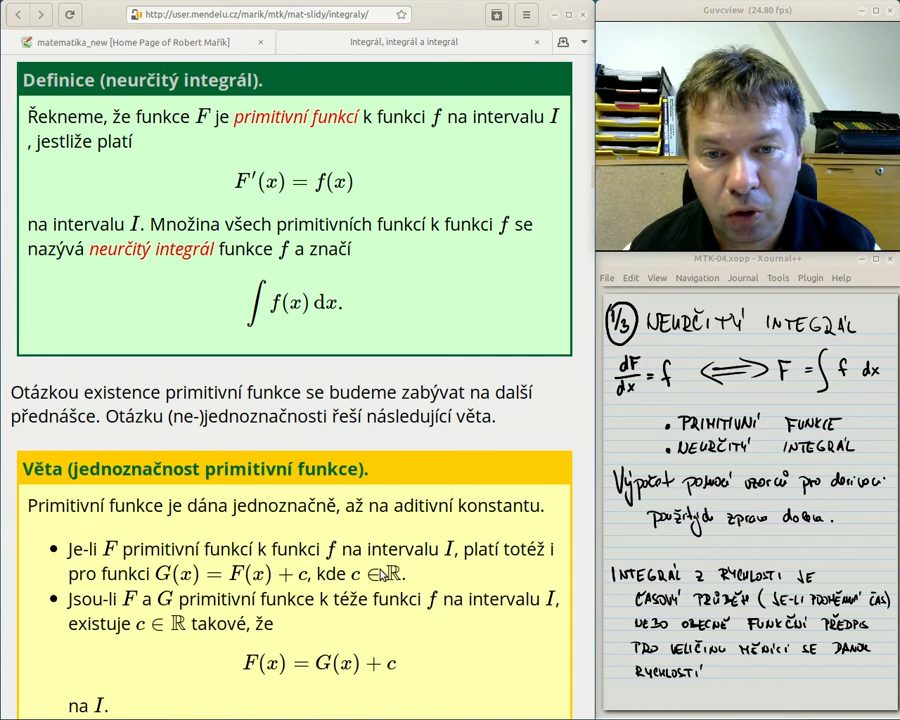 http://user.mendelu.cz/marik/mtk/mat-slidy/integraly/
matematika_new [Home Page of Robert Mařík]
Integrál, integrál a integrál
Definice (neurčitý integrál).
Řekneme, že funkce F je primitivní funkcí k funkci f na intervalu I
, jestliže platí
F′(x) = f(x)
na intervalu I. Množina všech primitivních funkcí k funkci f se
nazývá neurčitý integrál funkce f a značí
∫ f(x) dx.
Otázkou existence primitivní funkce se budeme zabývat na další
přednášce. Otázku (ne-)jednoznačnosti řeší následující věta.
Věta (jednoznačnost primitivní funkce).
Primitivní funkce je dána jednoznačně, až na aditivní konstantu.
• Je-li F primitivní funkcí k funkci f na intervalu I, platí totéž i
pro funkci G(x) = F(x) + c, kde c ∈ ℝ.
• Jsou-li F a G primitivní funkce k téže funkci f na intervalu I,
existuje c ∈ ℝ takové, že
F(x) = G(x) + c
na I.
Guvcview (24.80 fps)
MTK-04.xopp - Xournal++
File Edit View Navigation Journal Tools Plugin Help
1/3 NEURČITÝ INTEGRÁL
dF/dx = f ⟺ F = ∫ f dx
• PRIMITIVNÍ FUNKCE
• NEURČITÝ INTEGRÁL
Výpočet pomocí vzorců pro derivaci
použitých zprava doleva.
INTEGRÁL Z RYCHLOSTI JE
ČASOVÝ PRŮBĚH (JE-LI PROMĚNNÁ ČAS)
NEBO OBECNĚ FUNKČNÍ PŘEDPIS
PRO VELIČINU MĚNÍCÍ SE DANOU
RYCHLOSTÍ